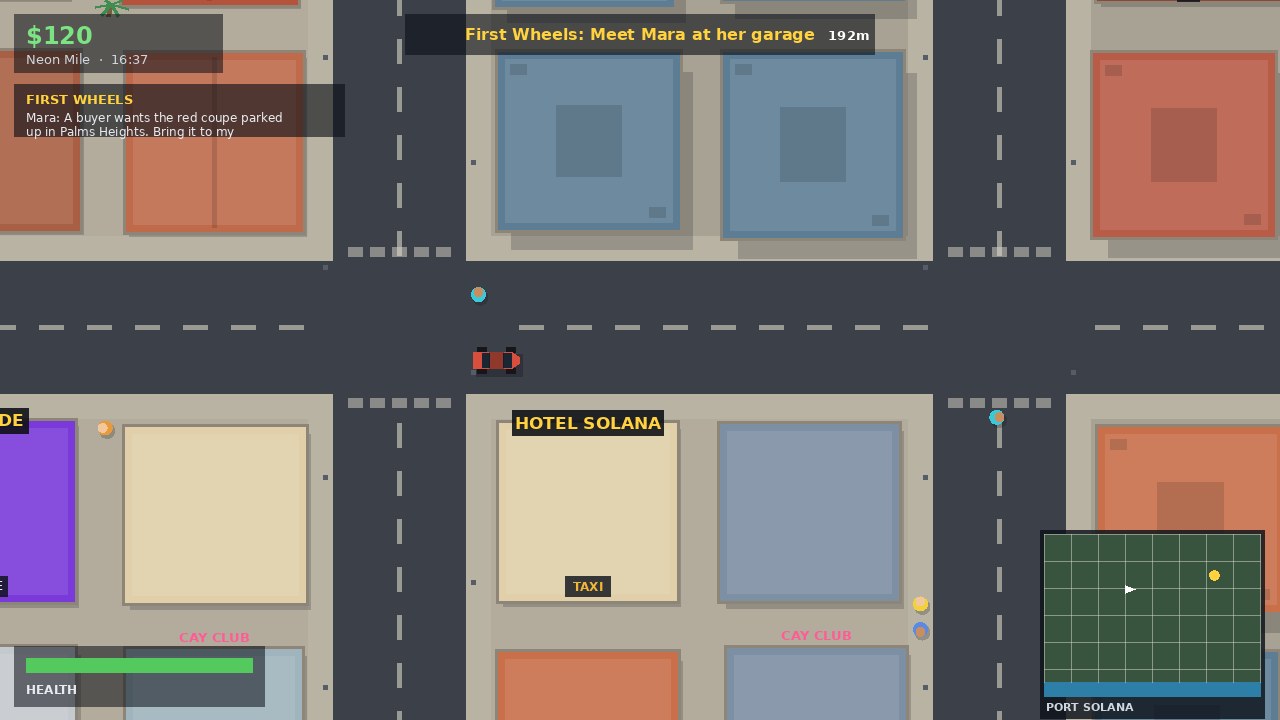 $120
Neon Mile · 16:37
First Wheels: Meet Mara at her garage 192m
FIRST WHEELS
Mara: A buyer wants the red coupe parked
up in Palms Heights. Bring it to my
DE
HOTEL SOLANA
TAXI
E
CAY CLUB
CAY CLUB
HEALTH
PORT SOLANA